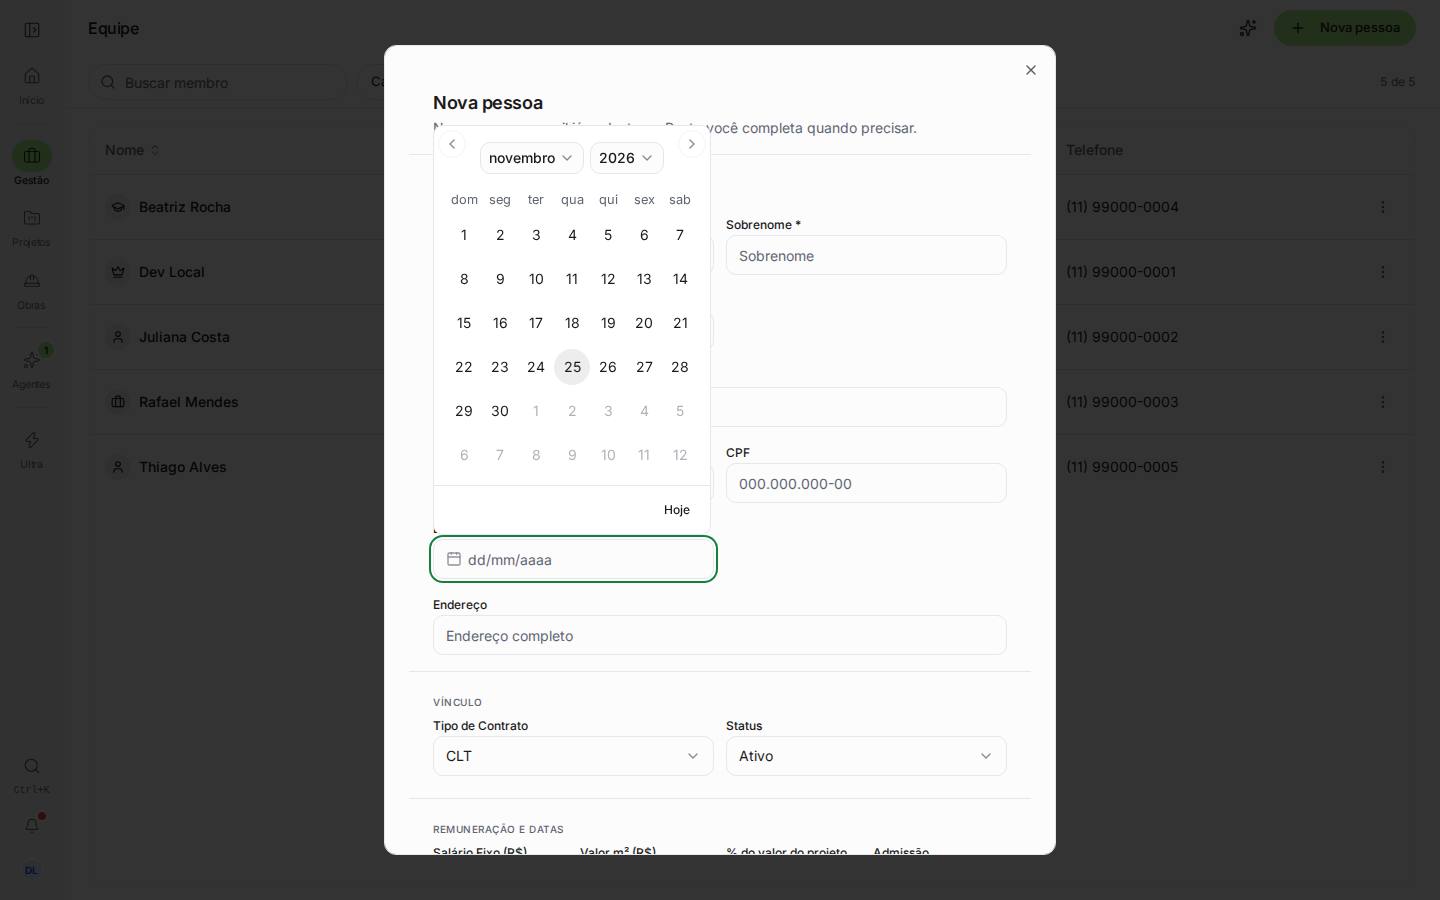 Equipe
Nova pessoa
Buscar membro
5 de 5
Início
Gestão
Projetos
Obras
Agentes
1
Ultra
Ctrl+K
DL
Nome
Telefone
Beatriz Rocha
(11) 99000-0004
Dev Local
(11) 99000-0001
Juliana Costa
(11) 99000-0002
Rafael Mendes
(11) 99000-0003
Thiago Alves
(11) 99000-0005
Nova pessoa
você completa quando precisar.
novembro
2026
dom seg ter qua qui sex sab
1 2 3 4 5 6 7
8 9 10 11 12 13 14
15 16 17 18 19 20 21
22 23 24 25 26 27 28
29 30 1 2 3 4 5
6 7 8 9 10 11 12
Hoje
Sobrenome *
Sobrenome
CPF
000.000.000-00
dd/mm/aaaa
Endereço
Endereço completo
VÍNCULO
Tipo de Contrato
Status
CLT
Ativo
REMUNERAÇÃO E DATAS
Salário Fixo (R$)
Valor m² (R$)
% do valor do projeto
Admissão